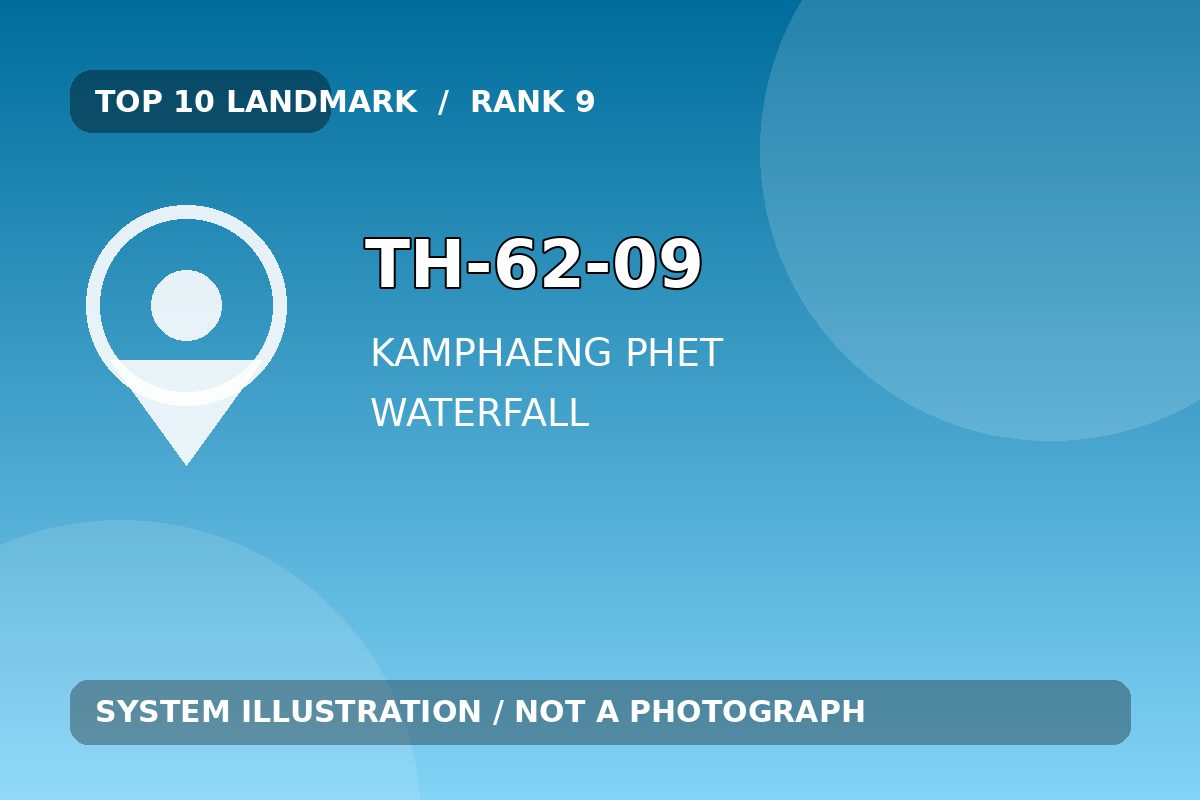 TOP 10 LANDMARK / RANK 9
TH-62-09
KAMPHAENG PHET
WATERFALL
SYSTEM ILLUSTRATION / NOT A PHOTOGRAPH